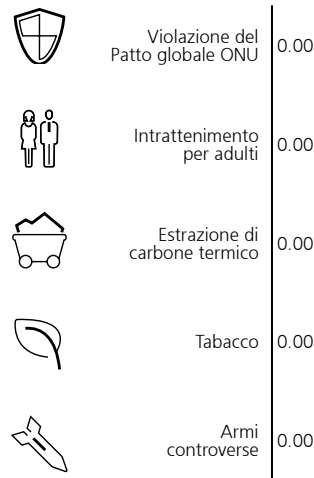 Violazione del
Patto globale ONU
0.00
Intrattenimento
per adulti
0.00
Estrazione di
carbone termico
0.00
Tabacco
0.00
Armi
controverse
0.00